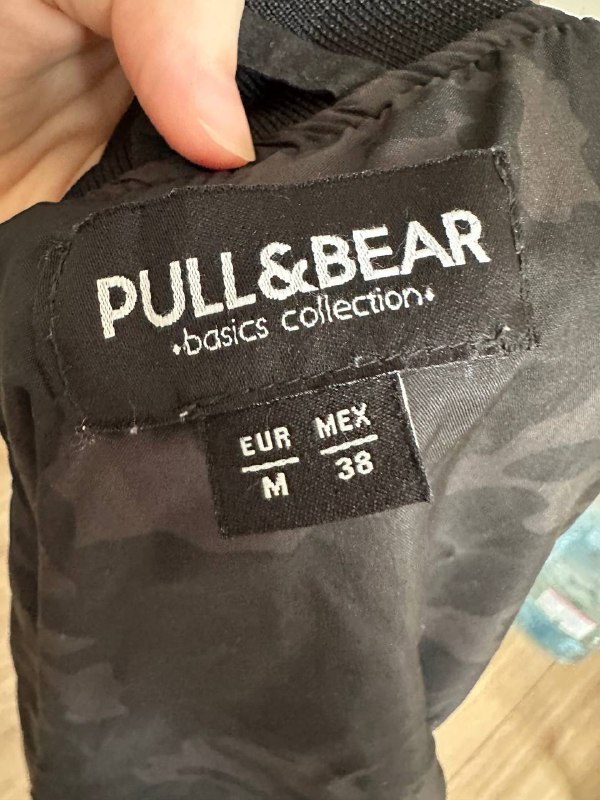 PULL&BEAR
•basics collection•
EUR MEX
M 38